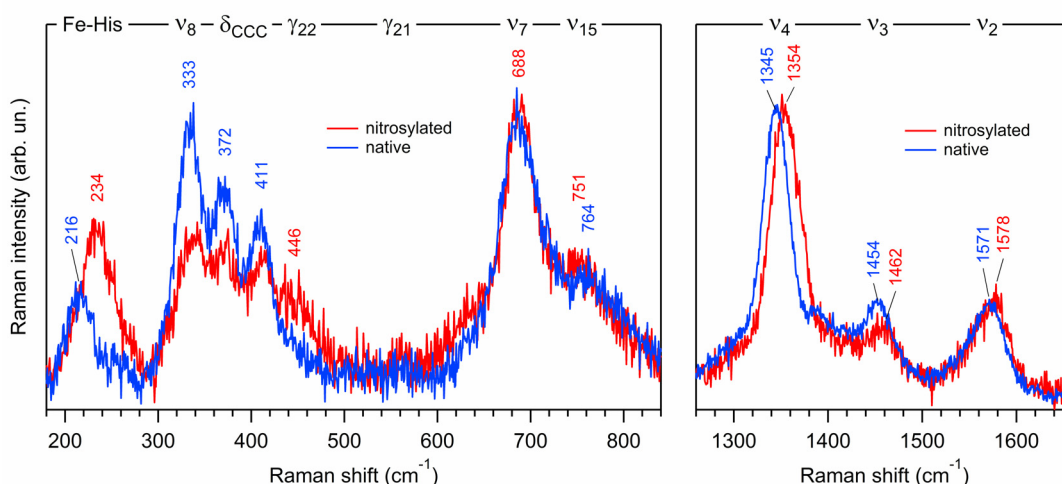 Fe-His ν8 δCCC γ22 γ21 ν7 ν15
ν4 ν3 ν2
333
688
1345
1354
372
nitrosylated
native
nitrosylated
native
234
411
751
216
764
446
1454
1462
1571
1578
Raman intensity (arb. un.)
200 300 400 500 600 700 800
1300 1400 1500 1600
Raman shift (cm-1)
Raman shift (cm-1)